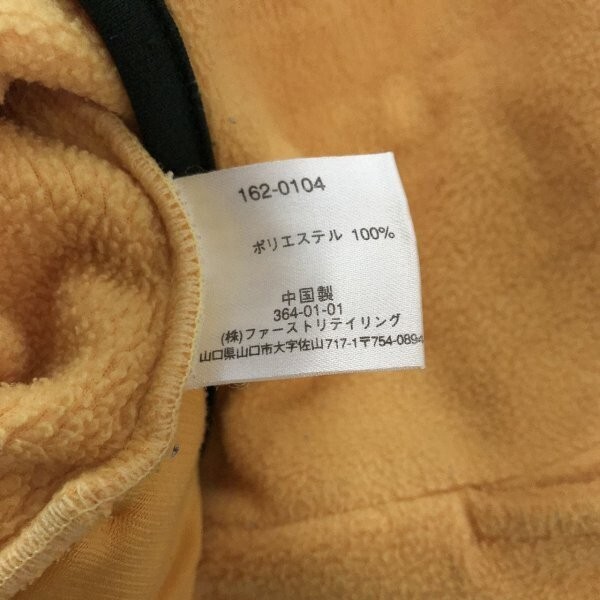 162-0104
ポリエステル 100%
中国製
364-01-01
(株)ファーストリテイリング
山口県山口市大字佐山717-1〒754-0894